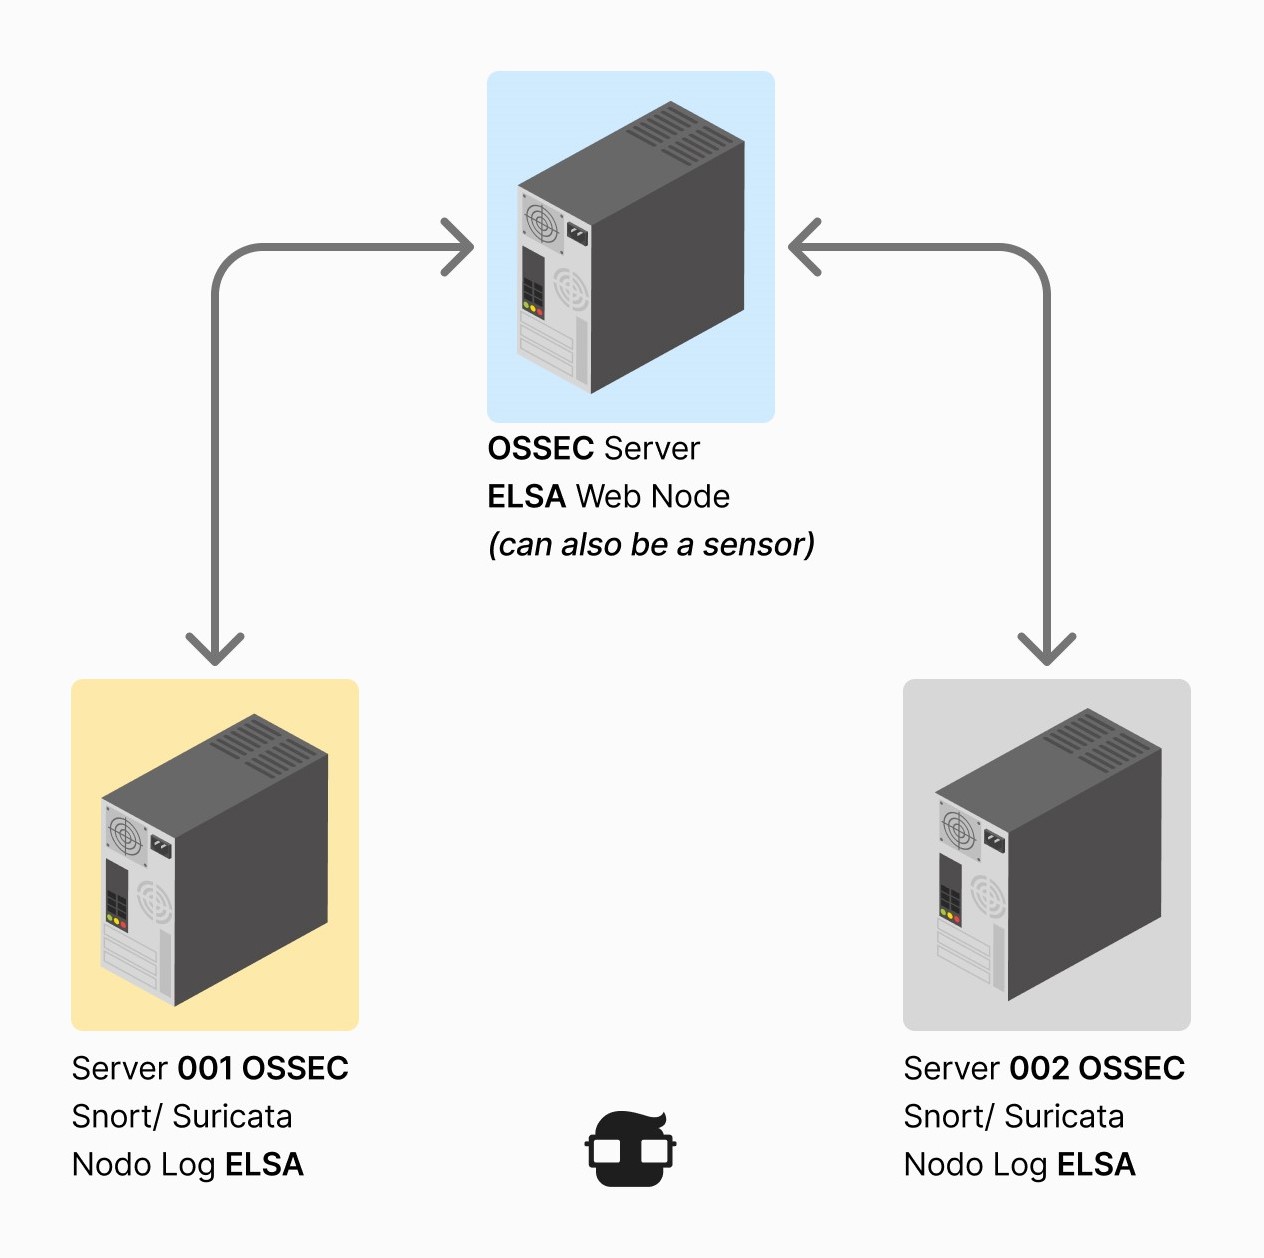 OSSEC Server
ELSA Web Node
(can also be a sensor)
Server 001 OSSEC
Snort/ Suricata
Nodo Log ELSA
Server 002 OSSEC
Snort/ Suricata
Nodo Log ELSA